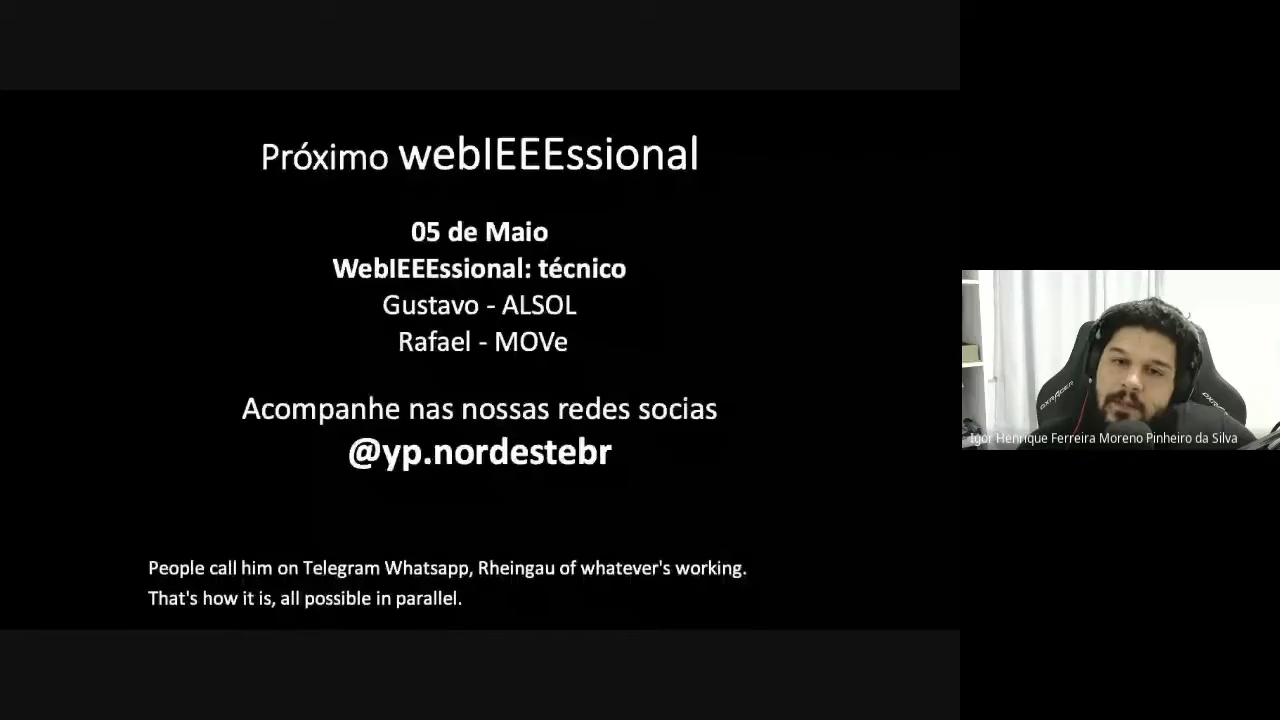 Próximo webIEEEssional
05 de Maio
WebIEEEssional: técnico
Gustavo - ALSOL
Rafael - MOVe
Acompanhe nas nossas redes socias
@yp.nordestebr
People call him on Telegram Whatsapp, Rheingau of whatever's working.
That's how it is, all possible in parallel.
DXRACER
Igor Henrique Ferreira Moreno Pinheiro da Silva